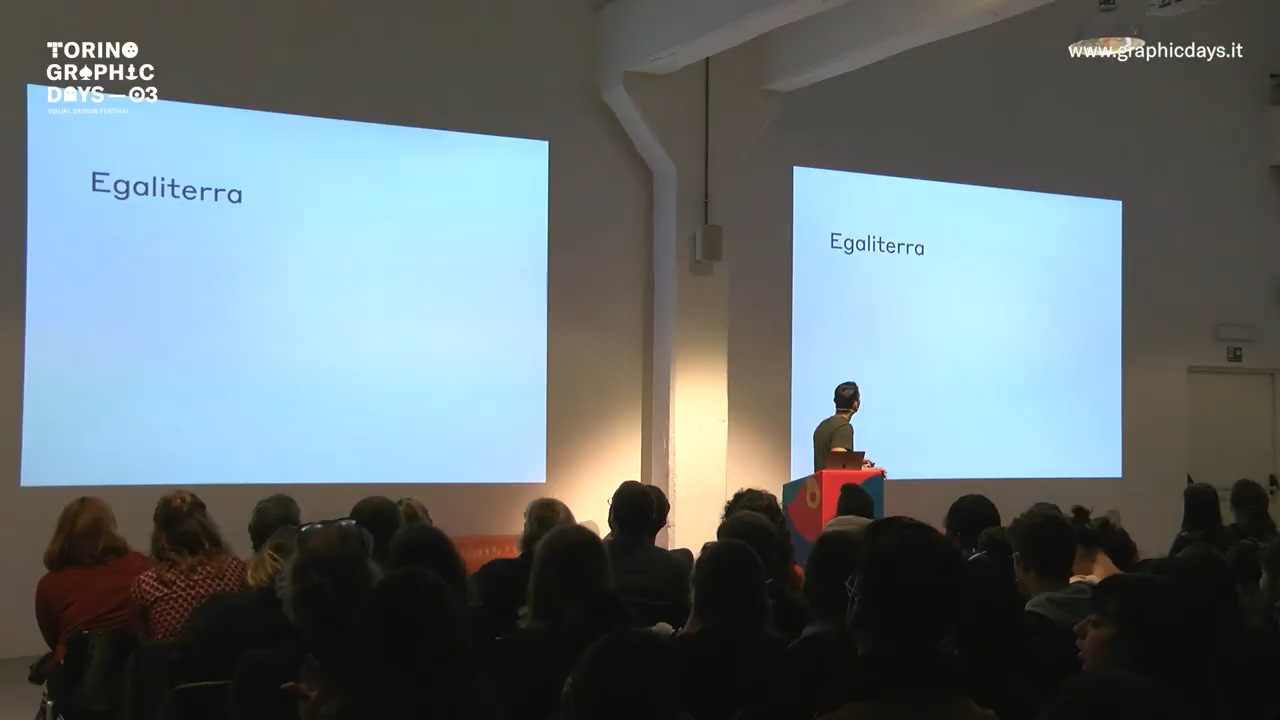 TORINO
GRAPHIC
DAYS—03
VISUAL DESIGN FESTIVAL
www.graphicdays.it
Egaliterra
Egaliterra